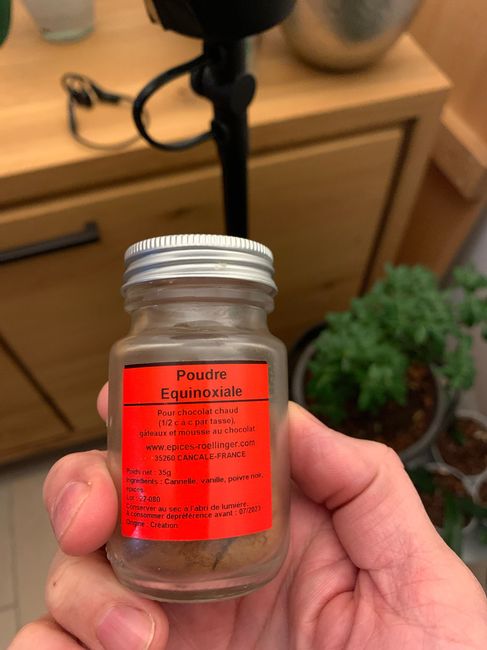 Poudre
Equinoxiale
Pour chocolat chaud
(1/2 c à c par tasse),
gâteaux et mousse au chocolat
www.epices-roellinger.com
35260 CANCALE-FRANCE
Poids net : 35g
Ingrédients : Cannelle, vanille, poivre noir,
épices.
Lot : 22-080
Conserver au sec à l'abri de lumière.
A consommer depréférence avant : 07/2023
Origine : Création